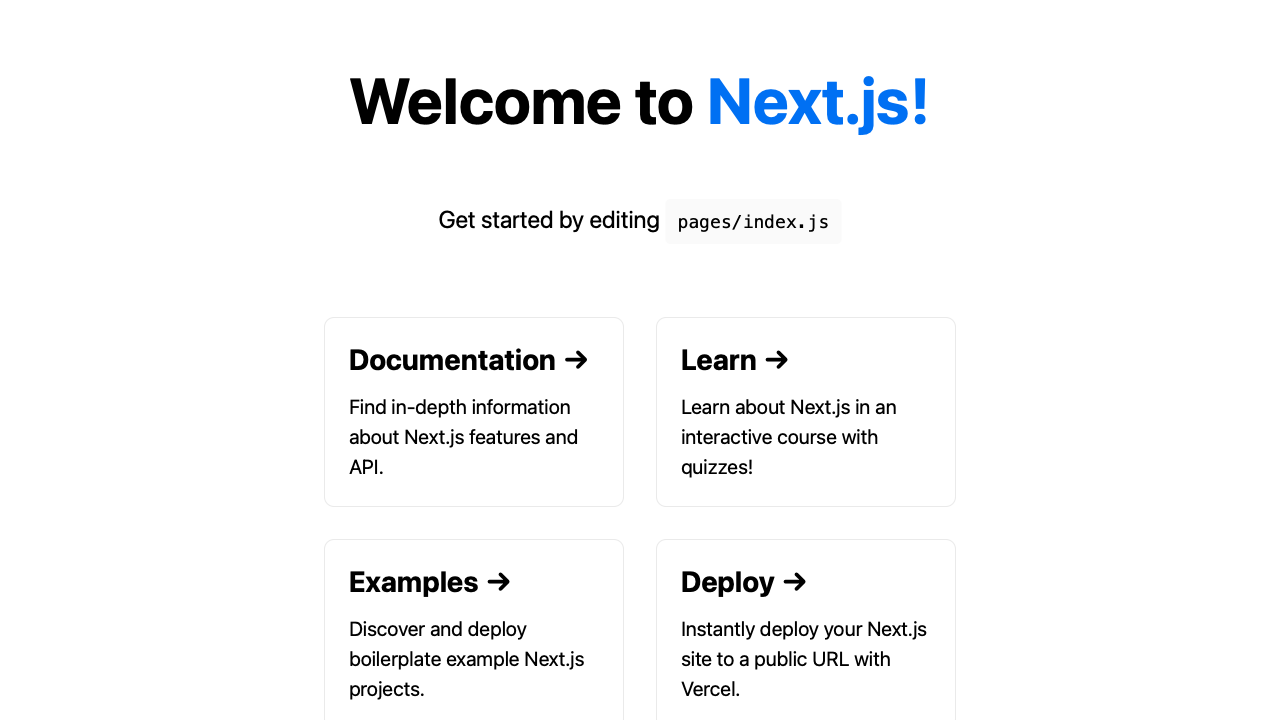 Welcome to Next.js!
Get started by editing pages/index.js
Documentation →
Find in-depth information
about Next.js features and
API.
Learn →
Learn about Next.js in an
interactive course with
quizzes!
Examples →
Discover and deploy
boilerplate example Next.js
projects.
Deploy →
Instantly deploy your Next.js
site to a public URL with
Vercel.